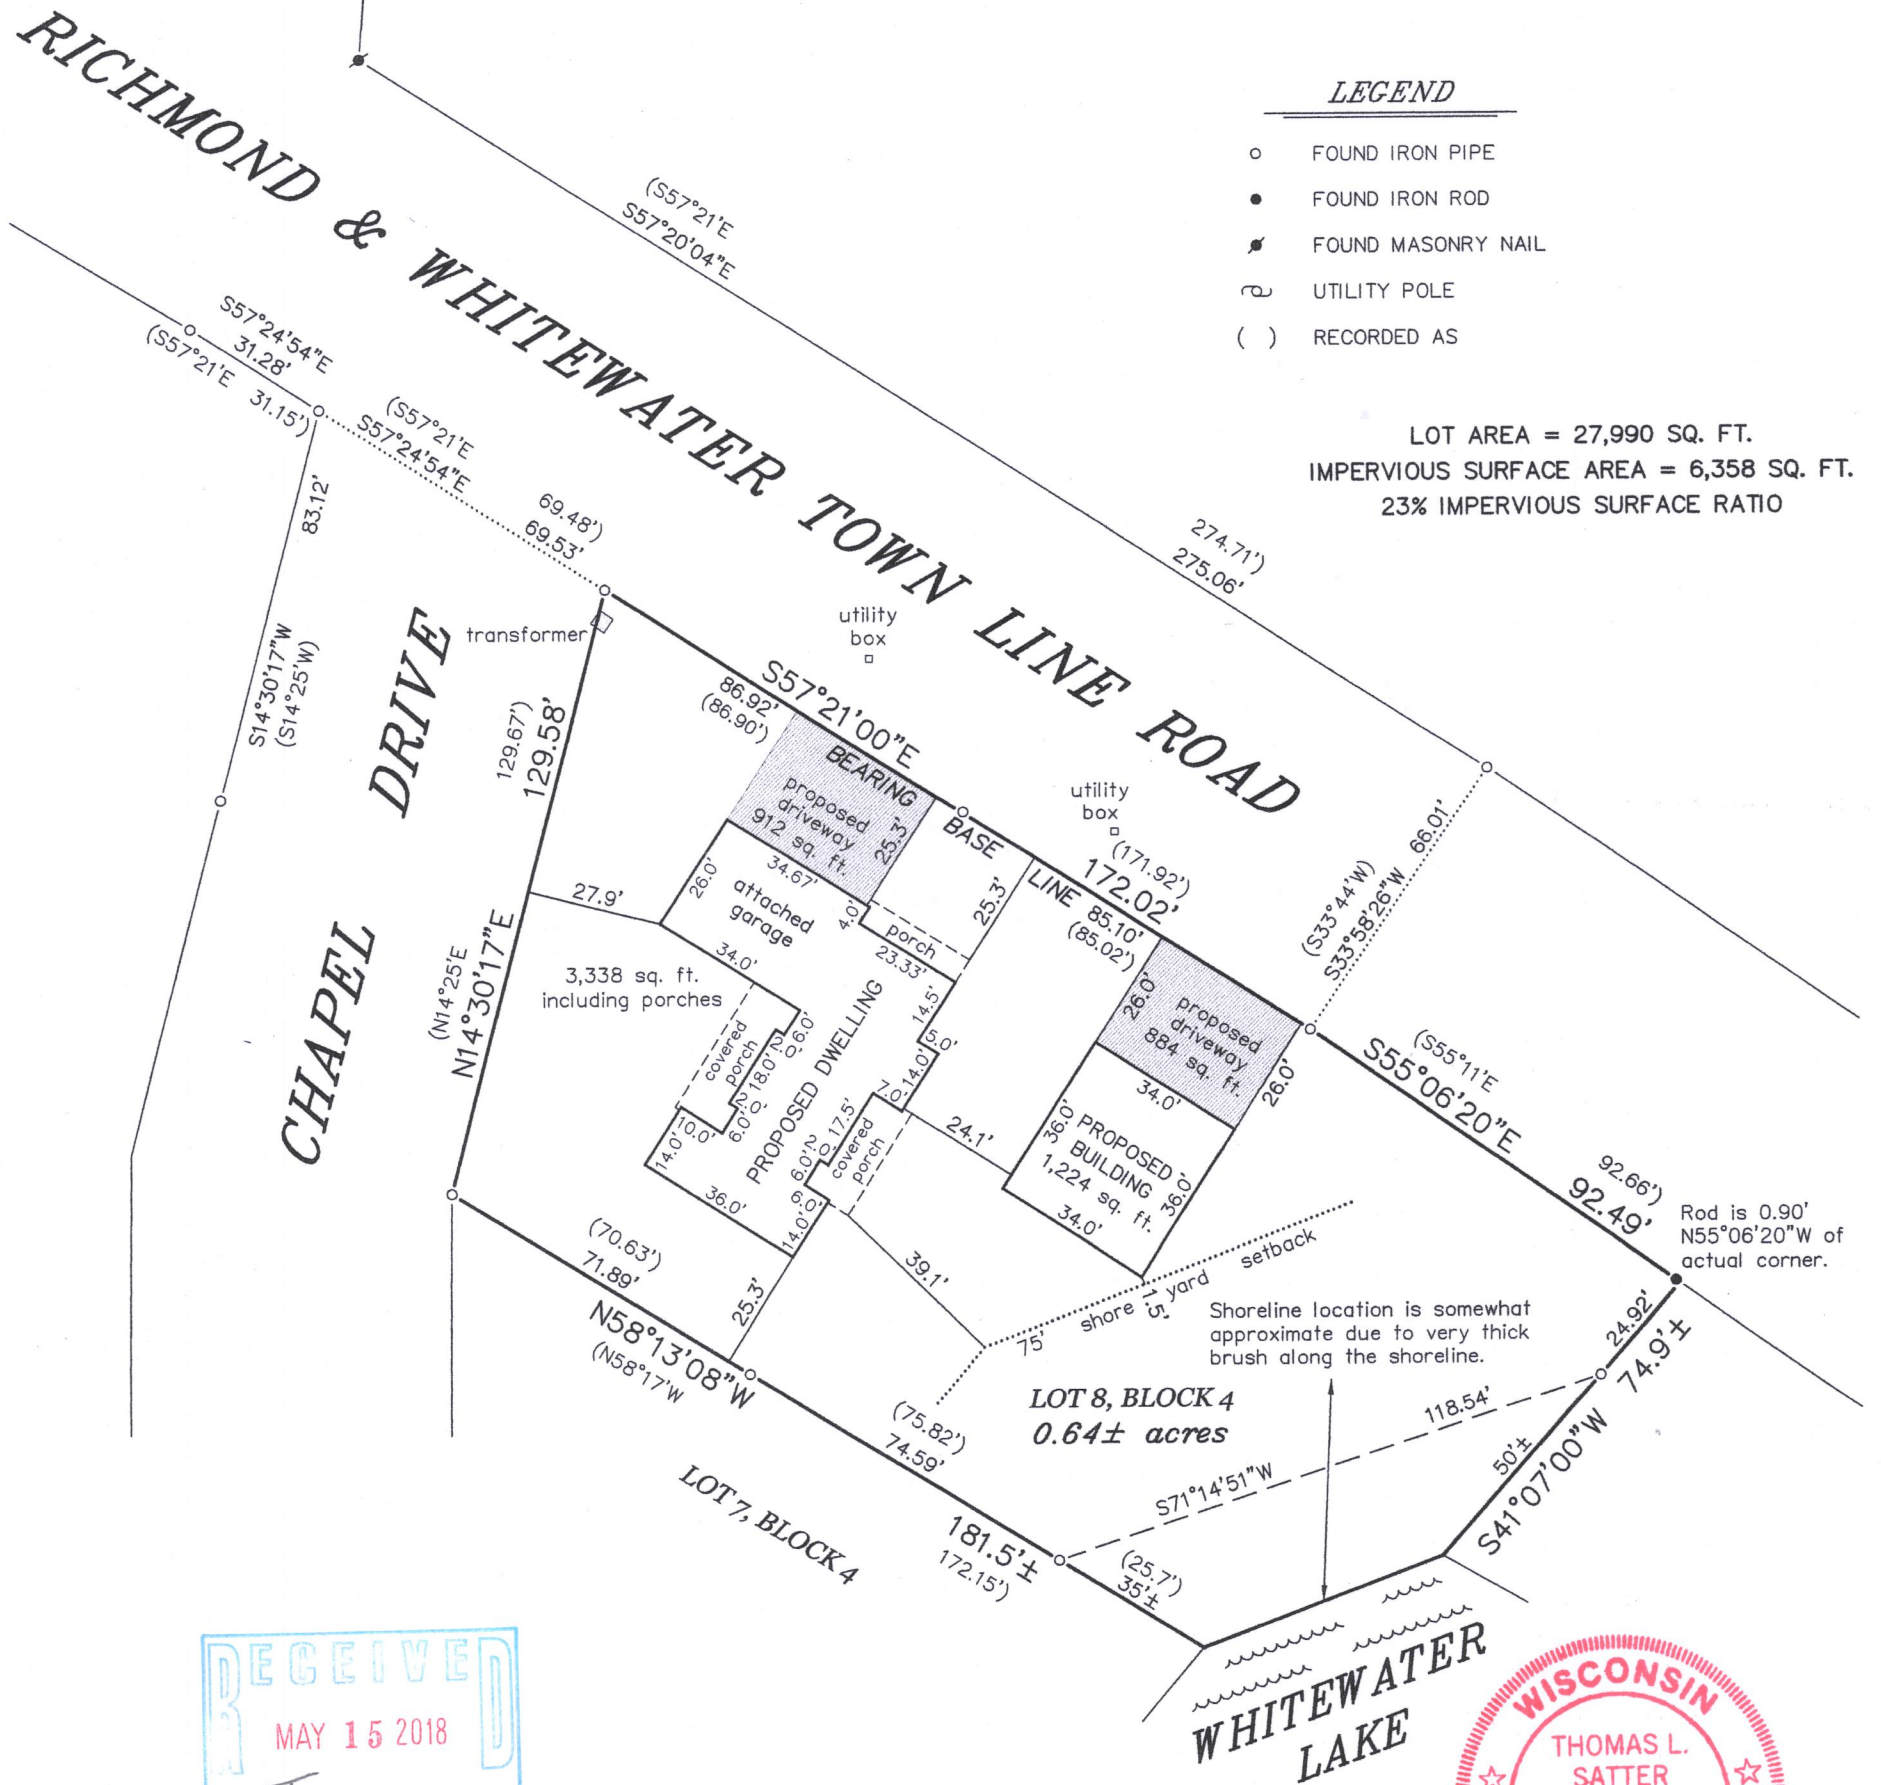 RICHMOND & WHITEWATER TOWN LINE ROAD
LEGEND
FOUND IRON PIPE
FOUND IRON ROD
FOUND MASONRY NAIL
UTILITY POLE
( ) RECORDED AS
LOT AREA = 27,990 SQ. FT.
IMPERVIOUS SURFACE AREA = 6,358 SQ. FT.
23% IMPERVIOUS SURFACE RATIO
(S57°21'E
S57°20'04"E
274.71')
275.06'
S57°24'54"E
31.28'
(S57°21'E 31.15')
(S57°21'E
S57°24'54"E
69.48')
69.53'
83.12'
S14°30'17"W
(S14°25'W)
CHAPEL DRIVE
transformer
utility
box
utility
box
129.67')
129.58'
(N14°25'E
N14°30'17"E
S57°21'00"E
86.92'
(86.90')
BEARING
BASE
LINE
(171.92')
172.02'
85.10'
(85.02')
proposed
driveway
912 sq. ft.
25.3'
34.67'
26.0'
attached
garage
4.0'
porch
23.33'
25.3'
27.9'
34.0'
3,338 sq. ft.
including porches
covered
porch
6.0'
2.0'
18.0'
2.0'
6.0'
10.0'
14.0'
36.0'
PROPOSED DWELLING
14.5'
5.0'
14.0'
7.0'
17.5'
2.0'
6.0'
6.0'
14.0'
covered
porch
24.1'
39.1'
25.3'
26.0'
proposed
driveway
884 sq. ft.
26.0'
34.0'
36.0'
PROPOSED
BUILDING
1,224 sq. ft.
36.0'
34.0'
(S33°44'W)
S33°58'26"W 66.01'
(S55°11'E
S55°06'20"E
92.66')
92.49'
Rod is 0.90'
N55°06'20"W of
actual corner.
75' shore yard setback
1.5'
Shoreline location is somewhat
approximate due to very thick
brush along the shoreline.
24.92'
74.9'±
50'±
S41°07'00"W
118.54'
S71°14'51"W
LOT 8, BLOCK 4
0.64± acres
(70.63')
71.89'
N58°13'08"W
(N58°17'W
(75.82')
74.59'
181.5'±
172.15')
(25.7')
35'±
LOT 7, BLOCK 4
WHITEWATER
LAKE
RECEIVED
MAY 15 2018
WISCONSIN
THOMAS L.
SATTER